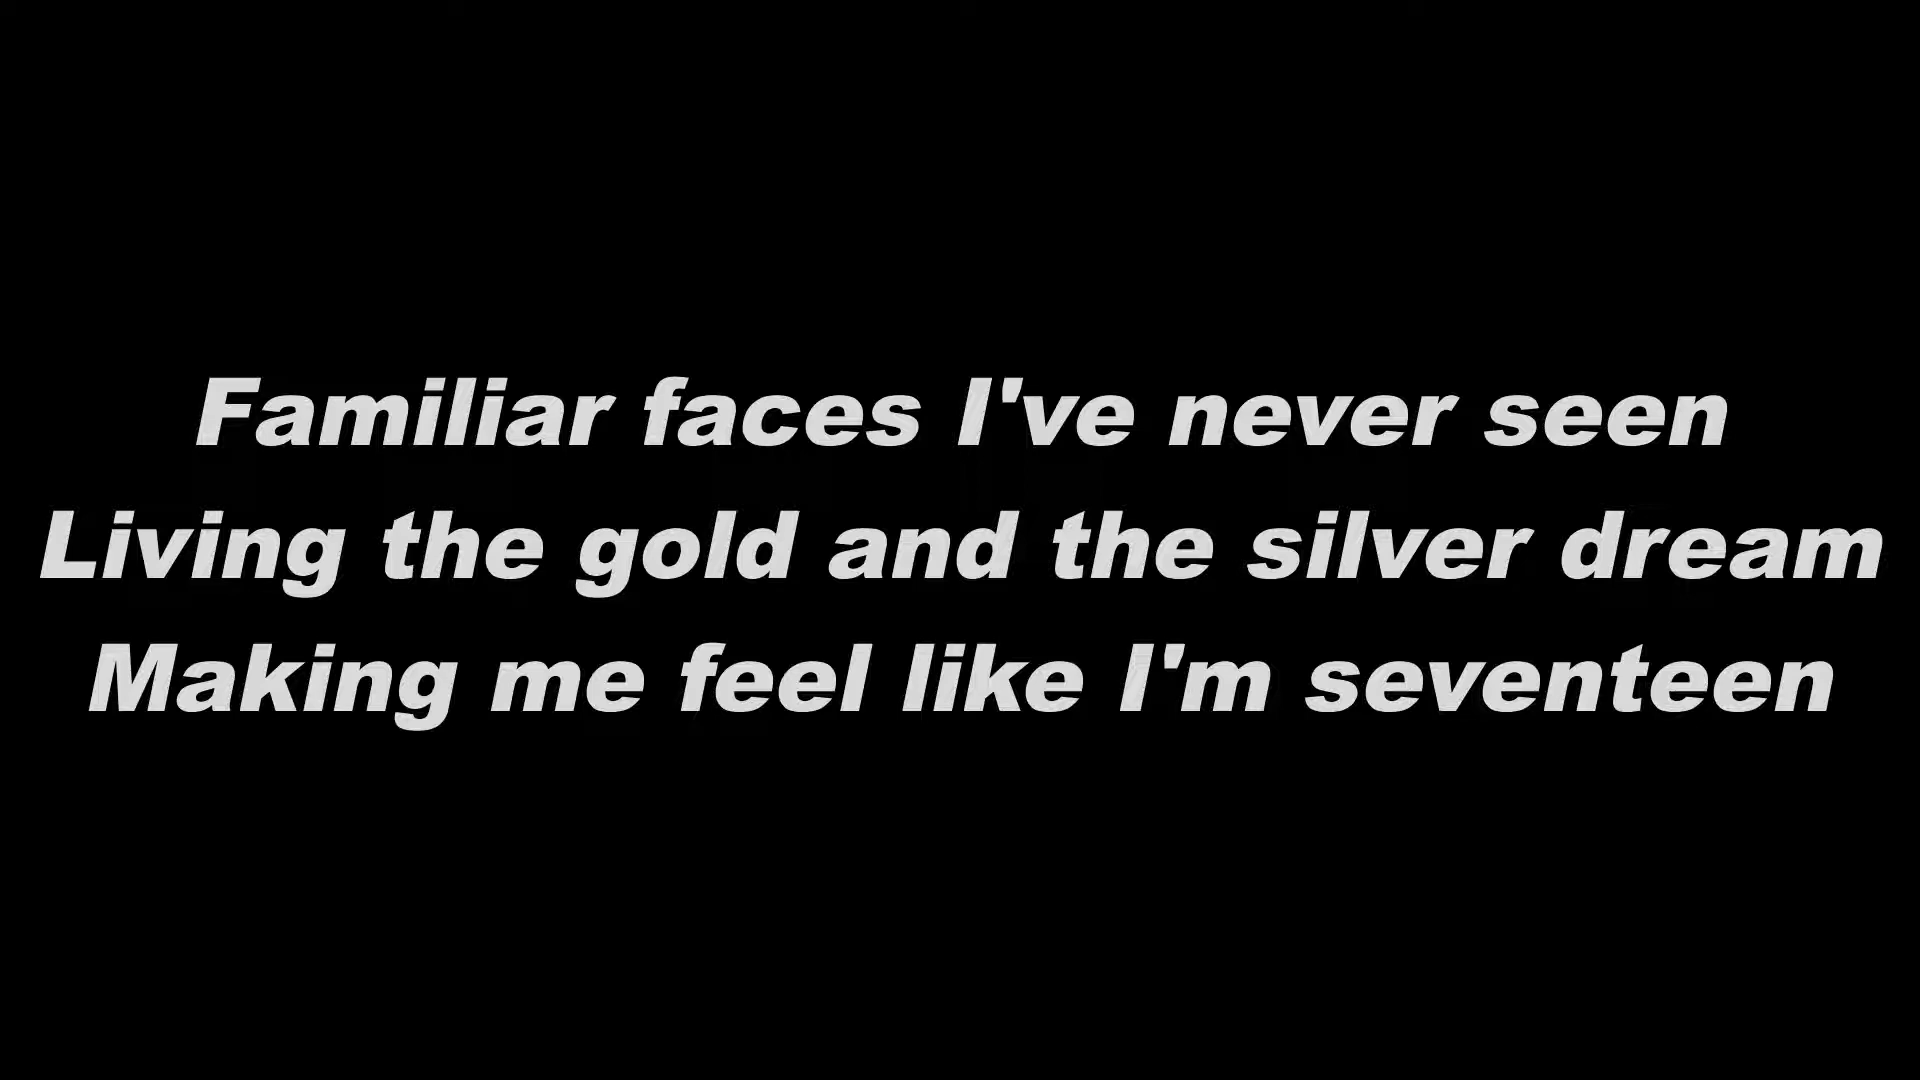 Familiar faces I've never seen
Living the gold and the silver dream
Making me feel like I'm seventeen